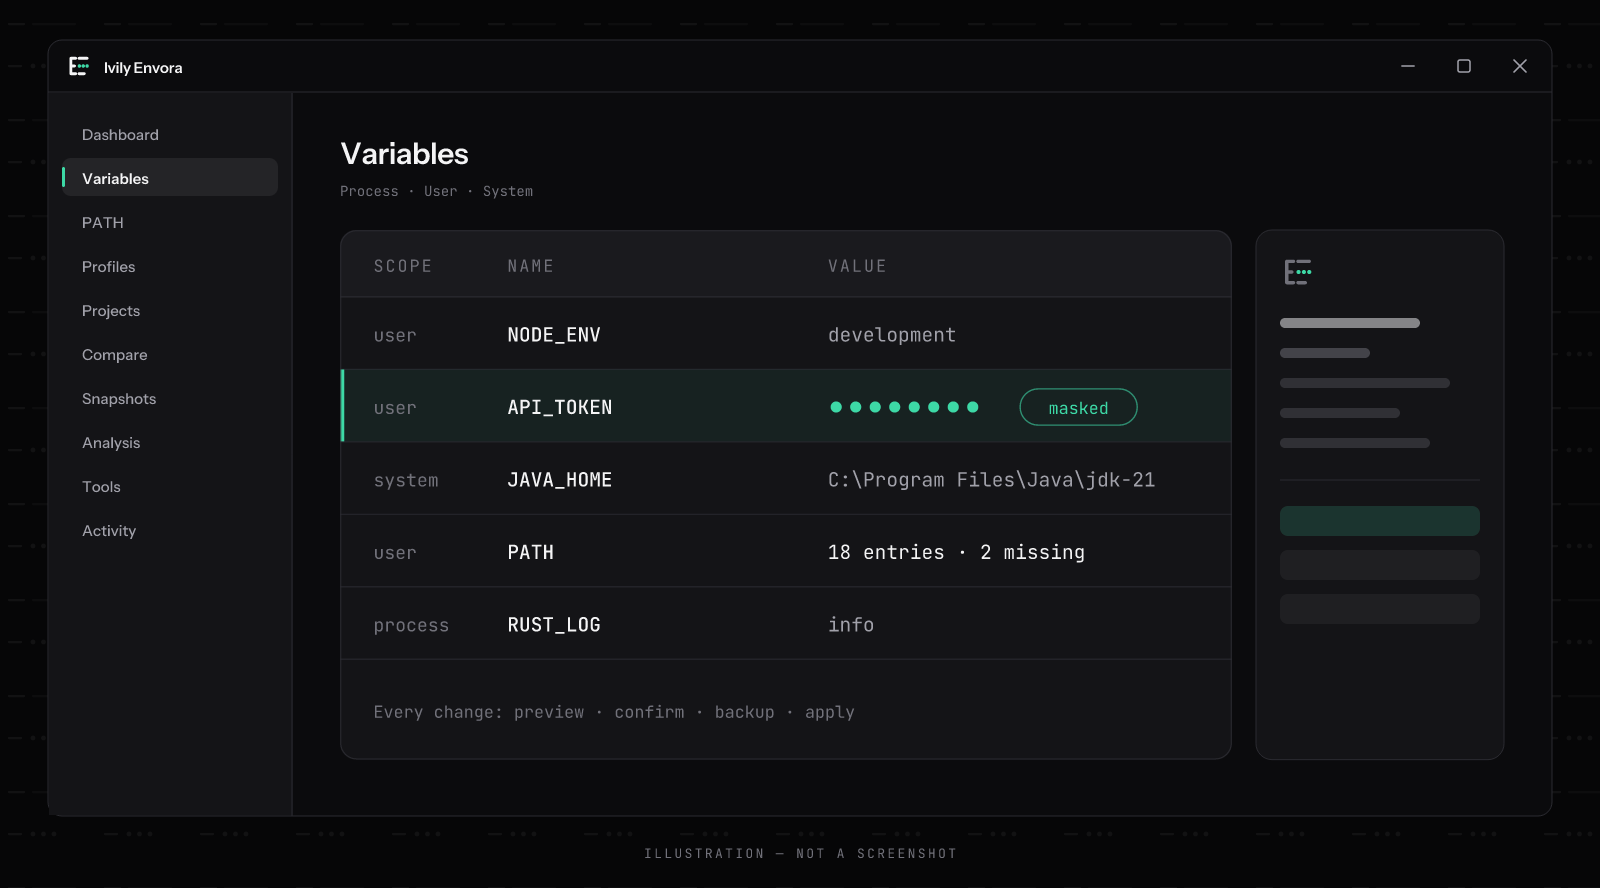 Ivily Envora
Dashboard
Variables
PATH
Profiles
Projects
Compare
Snapshots
Analysis
Tools
Activity
Variables
Process · User · System
SCOPE NAME VALUE
user NODE_ENV development
user API_TOKEN masked
system JAVA_HOME C:\Program Files\Java\jdk-21
user PATH 18 entries · 2 missing
process RUST_LOG info
Every change: preview · confirm · backup · apply
ILLUSTRATION — NOT A SCREENSHOT